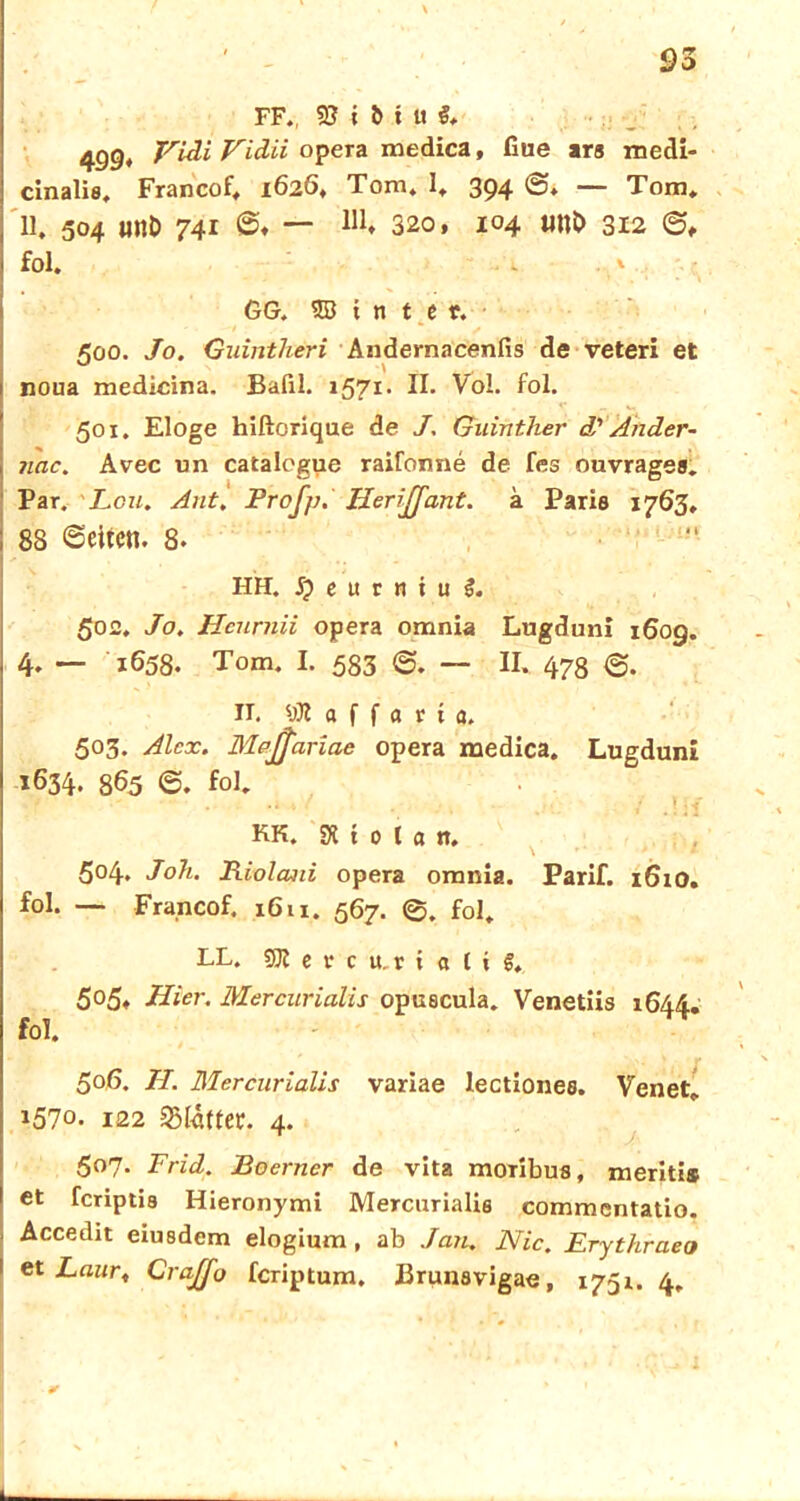 93
FF. Vidius.
499. Vidi Vidii opera medica, ſiue ars medi-
cinalis. Francof. 1626. Tom. I. 394 S. — Tom.
II. 504 und 741 S. — III. 320, 104 und 312 S.
fol.
GG. Winter.
500. Jo. Guintheri Andernacenſis de veteri et
noua medicina. Baſil. 1571. II. Vol. fol.
501. Eloge hiſtorique de J. Guinther d'Ander-
nac. Avec un catalogue raiſonné de ſes ouvrages.
Par. Lou. Ant. Proſp. Heriſſant. à Paris 1763.
88 Seiten. 8.
HH. Heurnius.
502. Jo. Heurnii opera omnia Lugduni 1609.
4. — 1658. Tom. I. 583 S. — II. 478 S.
II. Maſſaria.
503. Alex. Maſſariae opera medica. Lugduni
1634. 865 S. fol.
KK. Riolan.
504. Joh. Riolani opera omnia. Pariſ. 1610.
fol. — Francof. 1611. 567. S. fol.
LL. Mercurialis.
505. Hier. Mercurialis opuscula. Venetiis 1644.
fol.
506. H. Mercurialis variae lectiones. Venet.
1570. 122 Blätter. 4.
507. Frid. Boerner de vita moribus, meritis
et ſcriptis Hieronymi Mercurialis commentatio.
Accedit eiusdem elogium, ab Jan. Nic. Erythraeo
et Laur. Craſſo ſcriptum. Brunsvigae, 1751. 4.